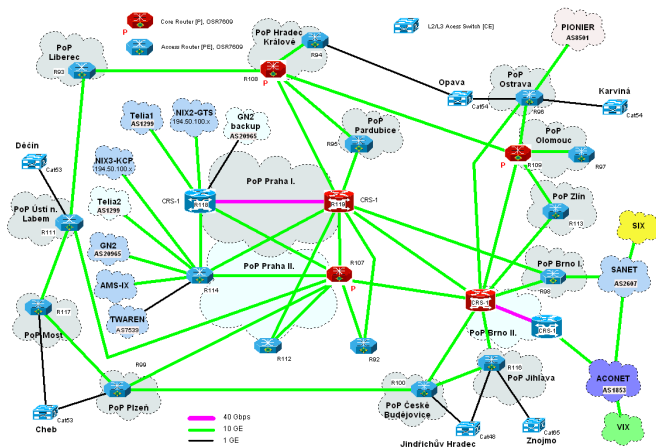 Core Router [P], OSR7609
Access Router [PE], OSR7609
L2/L3 Acess Switch [CE]
PoP Hradec
Králové
R94
R108
P
PoP
Liberec
R93
PIONIER
AS8501
Opava
Cat54
PoP
Ostrava
R96
Karviná
Cat54
PoP
Olomouc
R109
P
R97
Telia1
AS1299
NIX2-GTS
194.50.100.x
GN2
backup
AS20965
PoP
Pardubice
R95
Děčín
Cat53
NIX3-KCP
194.50.100.x
PoP Praha I.
CRS-1
R118
R119
CRS-1
PoP Zlín
R113
PoP Ústí n.
Labem
R111
Telia2
AS1299
SIX
GN2
AS20965
PoP Praha II.
R107
P
PoP Brno I.
R98
SANET
AS2607
AMS-IX
R114
TWAREN
AS7539
CRS-1
PoP Brno II.
CRS-1
R117
PoP Most
R112
R92
R99
PoP Plzeň
R100
PoP České
Budějovice
R116
PoP Jihlava
ACONET
AS1853
Cat53
Cheb
40 Gbps
10 GE
1 GE
Jindřichův Hradec
Cat48
Cat65
Znojmo
VIX